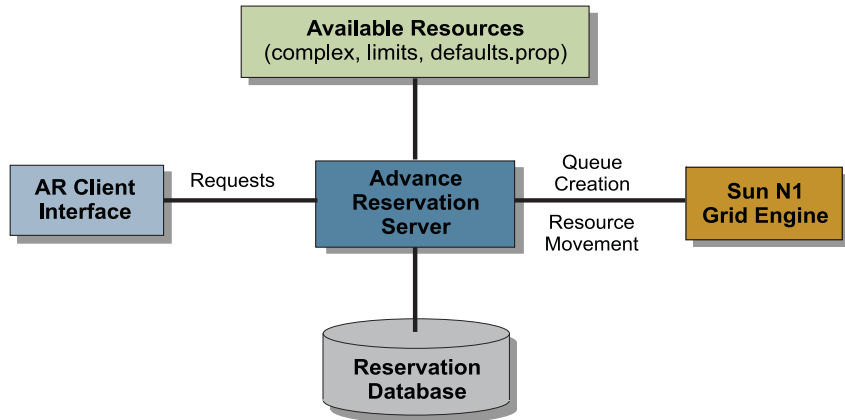 Available Resources
(complex, limits, defaults.prop)
AR Client
Interface
Requests
Advance
Reservation
Server
Queue
Creation
Resource
Movement
Sun N1
Grid Engine
Reservation
Database